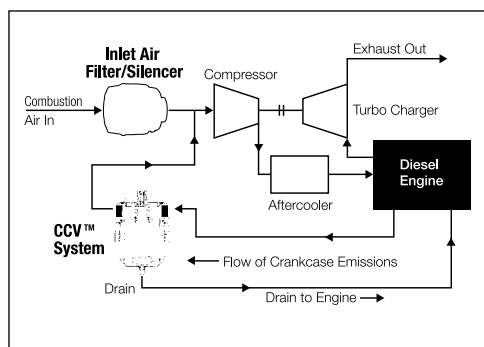 Exhaust Out
Inlet Air
Filter/Silencer
Compressor
Combustion
Air In
Turbo Charger
Diesel
Engine
Aftercooler
CCV™
System
Flow of Crankcase Emissions
Drain
Drain to Engine